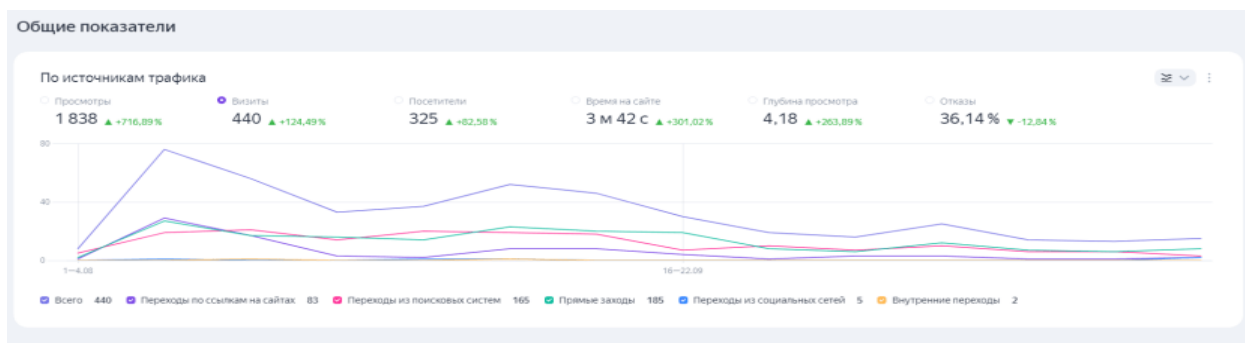 Общие показатели
По источникам трафика
Просмотры Визиты Посетители Время на сайте Глубина просмотра Отказы
1 838 ▲ +716,89 % 440 ▲ +124,49 % 325 ▲ +82,58 % 3 м 42 с ▲ +301,02 % 4,18 ▲ +263,89 % 36,14 % ▼ -12,84 %
80
40
0
1–4.08 16–22.09
Всего 440 Переходы по ссылкам на сайтах 83 Переходы из поисковых систем 165 Прямые заходы 185 Переходы из социальных сетей 5 Внутренние переходы 2